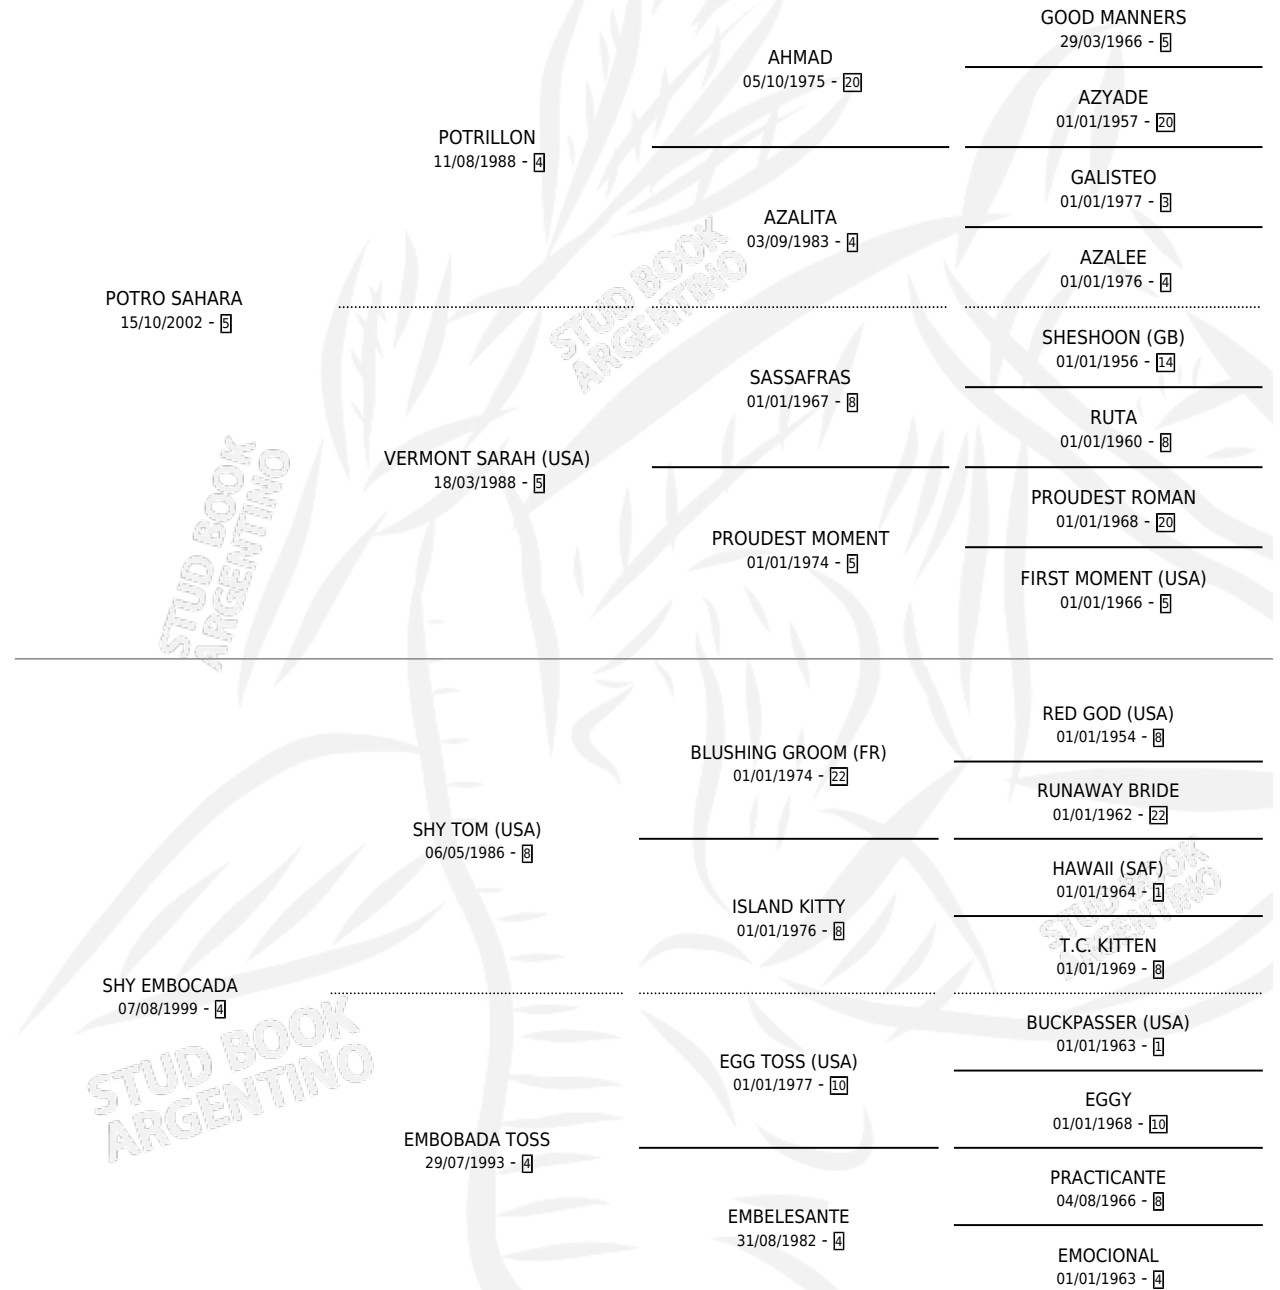 GOOD MANNERS
29/03/1966 - 5
AHMAD
05/10/1975 - 20
AZYADE
01/01/1957 - 20
POTRILLON
11/08/1988 - 4
GALISTEO
01/01/1977 - 3
AZALITA
03/09/1983 - 4
AZALEE
01/01/1976 - 4
POTRO SAHARA
15/10/2002 - 5
STUD BOOK
ARGENTINO
SHESHOON (GB)
01/01/1956 - 14
SASSAFRAS
01/01/1967 - 8
RUTA
01/01/1960 - 8
VERMONT SARAH (USA)
18/03/1988 - 5
PROUDEST ROMAN
01/01/1968 - 20
PROUDEST MOMENT
01/01/1974 - 5
FIRST MOMENT (USA)
01/01/1966 - 5
STUD BOOK
ARGENTINO
RED GOD (USA)
01/01/1954 - 8
BLUSHING GROOM (FR)
01/01/1974 - 22
RUNAWAY BRIDE
01/01/1962 - 22
SHY TOM (USA)
06/05/1986 - 8
HAWAII (SAF)
01/01/1964 - 1
STUD BOOK
ARGENTINO
ISLAND KITTY
01/01/1976 - 8
T.C. KITTEN
01/01/1969 - 8
SHY EMBOCADA
07/08/1999 - 4
STUD BOOK
ARGENTINO
BUCKPASSER (USA)
01/01/1963 - 1
EGG TOSS (USA)
01/01/1977 - 10
EGGY
01/01/1968 - 10
EMBOBADA TOSS
29/07/1993 - 4
PRACTICANTE
04/08/1966 - 8
EMBELESANTE
31/08/1982 - 4
EMOCIONAL
01/01/1963 - 4